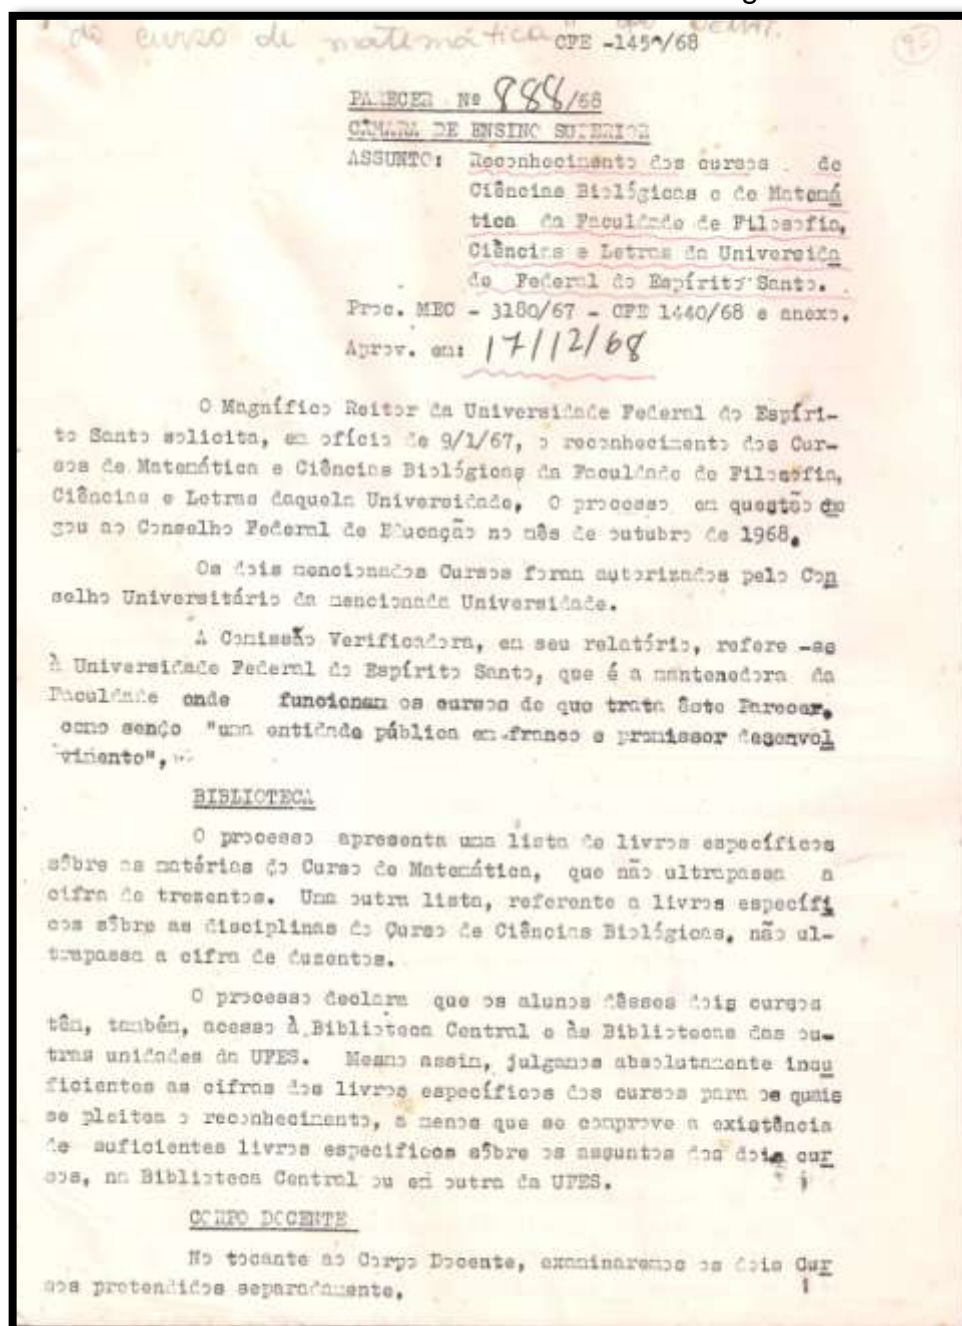 do curso de matemática" do DEMAT.
CFE -145 /68
PARECER Nº 888/68
CÂMARA DE ENSINO SUPERIOR
ASSUNTO: Reconhecimento dos cursos de
Ciências Biológicas e de Matemá
tica da Faculdade de Filosofia,
Ciências e Letras da Universida
de Federal do Espírito Santo.
Proc. MEC - 3180/67 - CFE 1440/68 e anexo.
Aprov. em: 17/12/68
O Magnífico Reitor da Universidade Federal do Espíri-
to Santo solicita, em ofício de 9/1/67, o reconhecimento dos Cur-
sos de Matemática e Ciências Biológicas da Faculdade de Filosofia,
Ciências e Letras daquela Universidade, O processo em questão
gou ao Conselho Federal de Educação no mês de outubro de 1968.
Os dois mencionados Cursos foram autorizados pelo Con
selho Universitário da mencionada Universidade.
A Comissão Verificadora, em seu relatório, refere -se
à Universidade Federal do Espírito Santo, que é a mantenedora da
Faculdade onde funcionam os cursos de que trata êste Parecer,
como senço "uma entidade pública em franco e promissor desenvol
vimento",
BIBLIOTECA
O processo apresenta uma lista de livros específicos
sôbre as matérias do Curso de Matemática, que não ultrapassa a
cifra de trezentos. Uma outra lista, referente a livros específi
cos sôbre as disciplinas do Curso de Ciências Biológicas, não ul-
trapassa a cifra de duzentos.
O processo declara que os alunos dêsses dois cursos
têm, também, acesso à Biblioteca Central e às Bibliotecas das ou-
tras unidades da UFES. Mesmo assim, julgamos absolutamente insu
ficientes as cifras dos livros específicos dos cursos para os quais
se pleitea o reconhecimento, a menos que se comprove a existência
de suficientes livros especificos sôbre os assuntos dos dois cur
sos, na Biblioteca Central ou em outra da UFES.
CORPO DOCENTE
No tocante ao Corpo Docente, examinaremos os dois Cur
sos pretendidos separadamente.